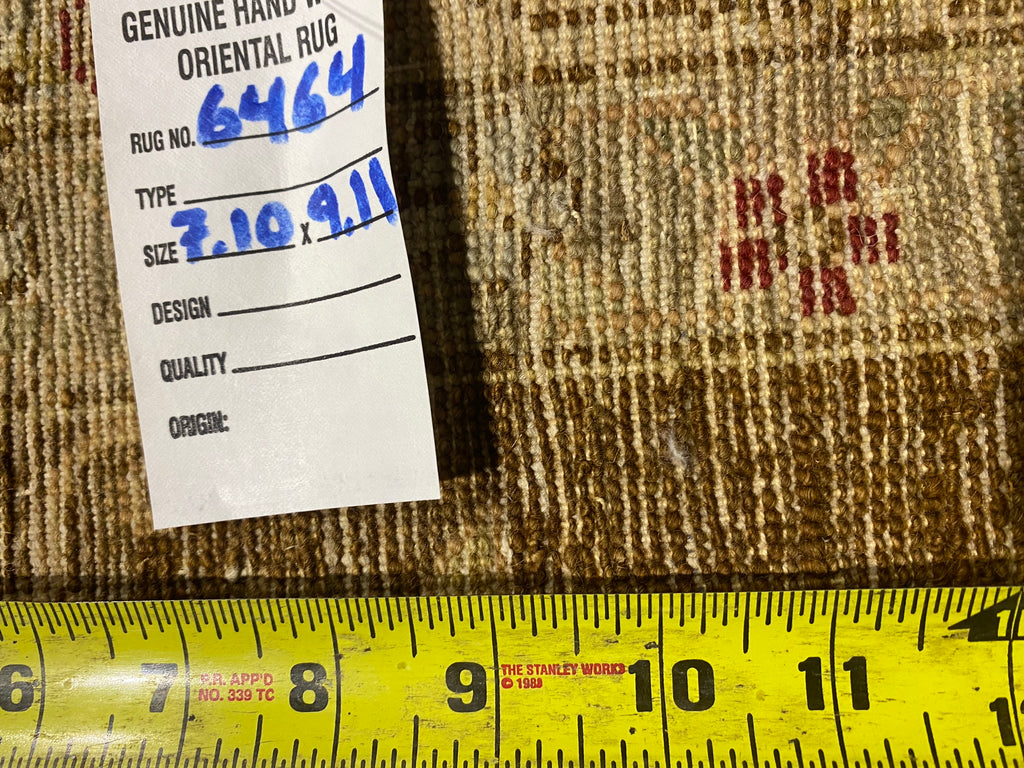 GENUINE HAND
ORIENTAL RUG
RUG NO. 6464
TYPE
SIZE 7.10 X 9.11
DESIGN
QUALITY
ORIGIN:
6 7 8 9 10 11 1
P.R. APP'D
NO. 339 TC
THE STANLEY WORKS
© 1989